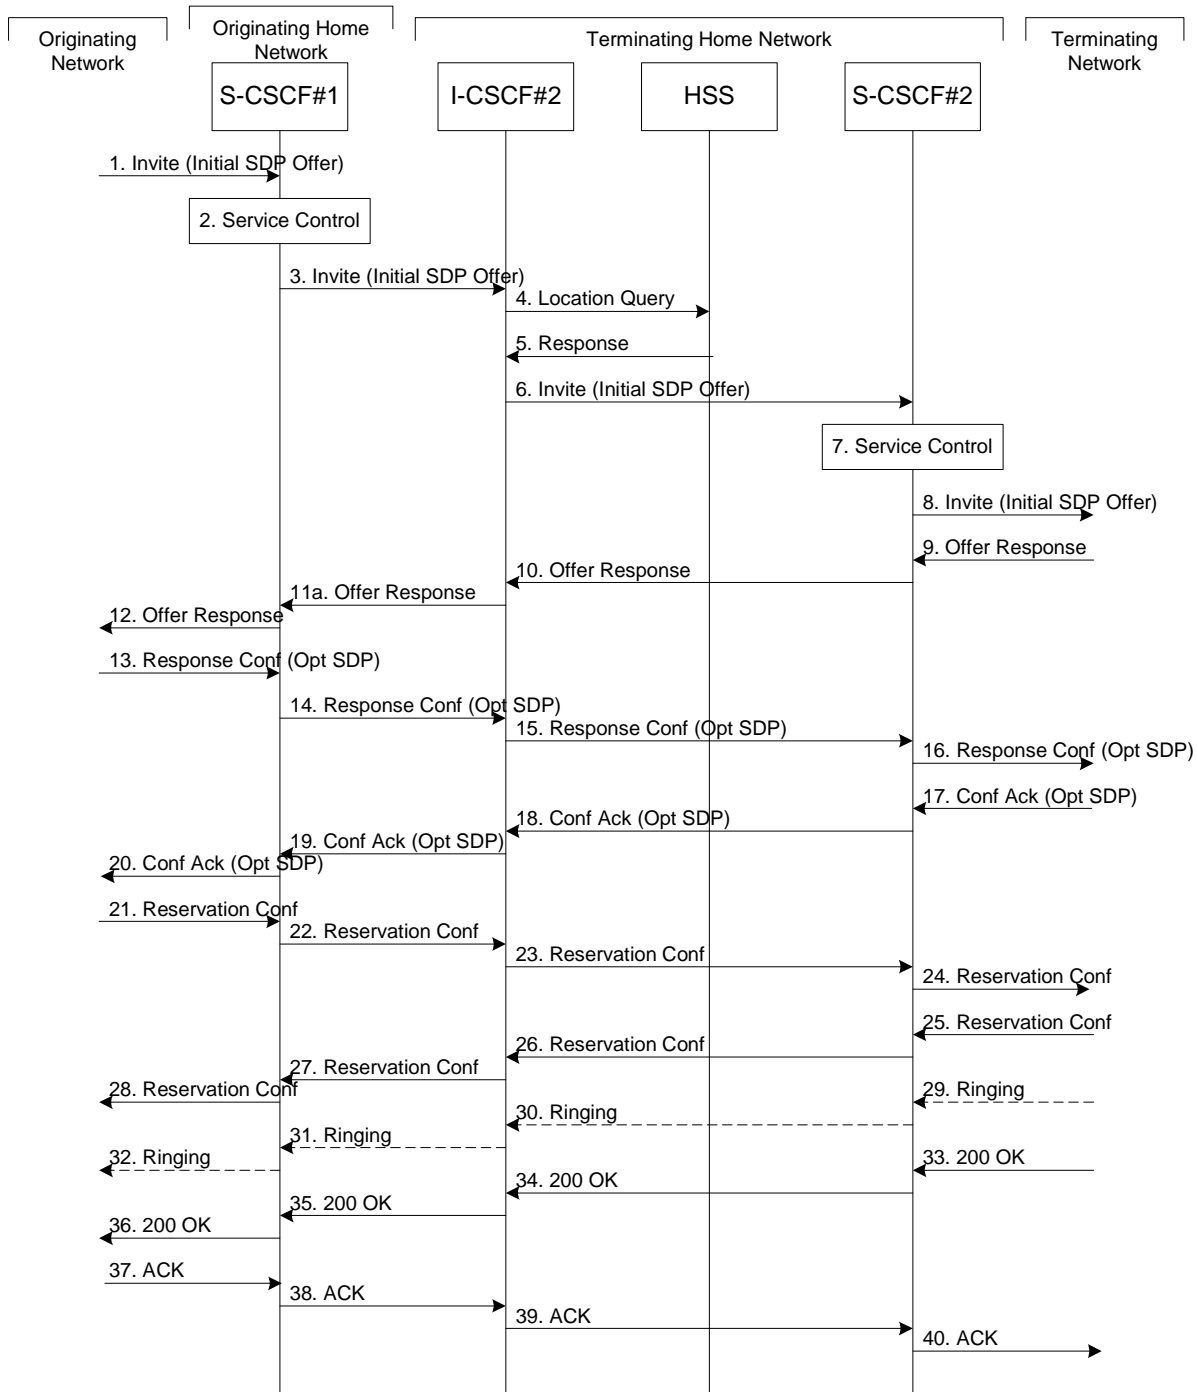 Originating
Network
Originating Home
Network
Terminating Home Network
Terminating
Network
S-CSCF#1
I-CSCF#2
HSS
S-CSCF#2
1. Invite (Initial SDP Offer)
2. Service Control
3. Invite (Initial SDP Offer)
4. Location Query
5. Response
6. Invite (Initial SDP Offer)
7. Service Control
8. Invite (Initial SDP Offer)
9. Offer Response
10. Offer Response
11a. Offer Response
12. Offer Response
13. Response Conf (Opt SDP)
14. Response Conf (Opt SDP)
15. Response Conf (Opt SDP)
16. Response Conf (Opt SDP)
17. Conf Ack (Opt SDP)
18. Conf Ack (Opt SDP)
19. Conf Ack (Opt SDP)
20. Conf Ack (Opt SDP)
21. Reservation Conf
22. Reservation Conf
23. Reservation Conf
24. Reservation Conf
25. Reservation Conf
26. Reservation Conf
27. Reservation Conf
28. Reservation Conf
29. Ringing
30. Ringing
31. Ringing
32. Ringing
33. 200 OK
34. 200 OK
35. 200 OK
36. 200 OK
37. ACK
38. ACK
39. ACK
40. ACK